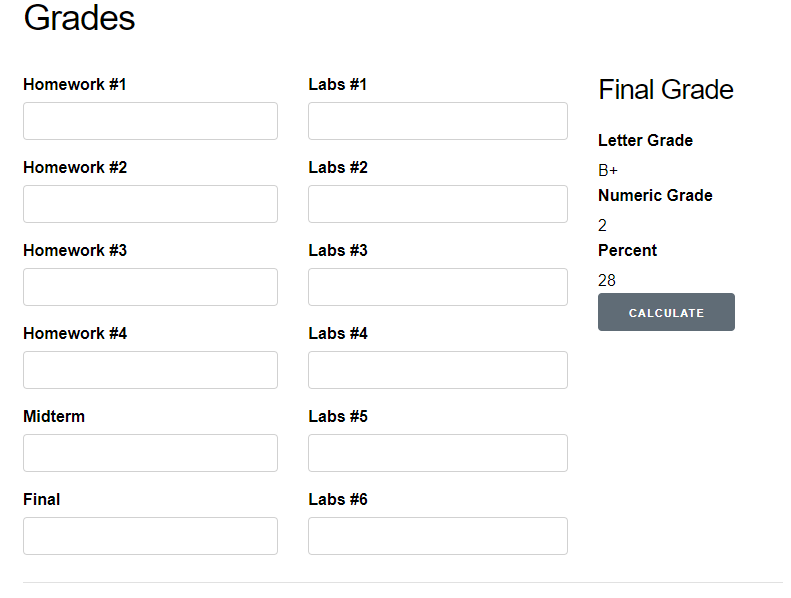 Grades
Homework #1
Homework #2
Homework #3
Homework #4
Midterm
Final
Labs #1
Labs #2
Labs #3
Labs #4
Labs #5
Labs #6
Final Grade
Letter Grade
B+
Numeric Grade
2
Percent
28
CALCULATE